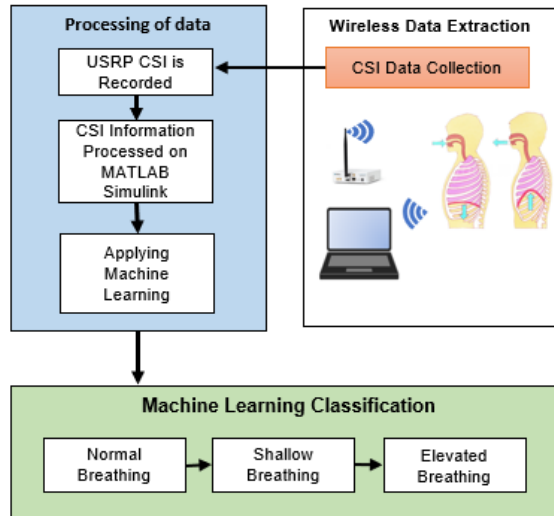 Processing of data
USRP CSI is
Recorded
CSI Information
Processed on
MATLAB
Simulink
Applying
Machine
Learning
Wireless Data Extraction
CSI Data Collection
Machine Learning Classification
Normal
Breathing
Shallow
Breathing
Elevated
Breathing